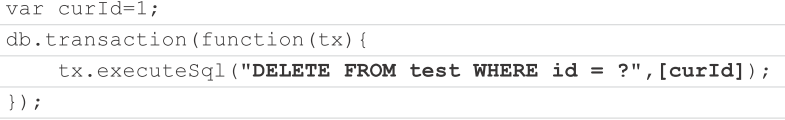 var curId=1;
db.transaction(function(tx){
    tx.executeSql("DELETE FROM test WHERE id = ?",[curId]);
});